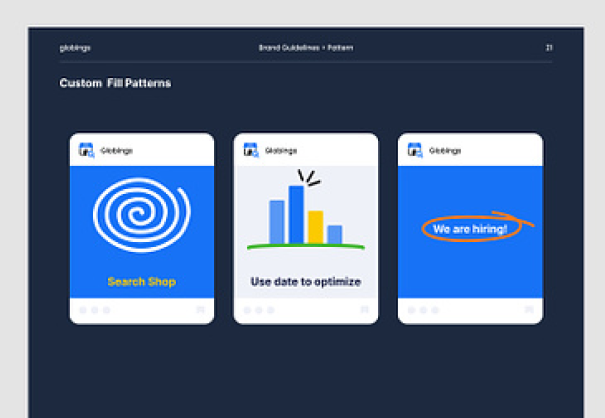 globings
Brand Guidelines • Pattern
21
Custom Fill Patterns
Globings
Globings
Globings
Search Shop
Use date to optimize
We are hiring!